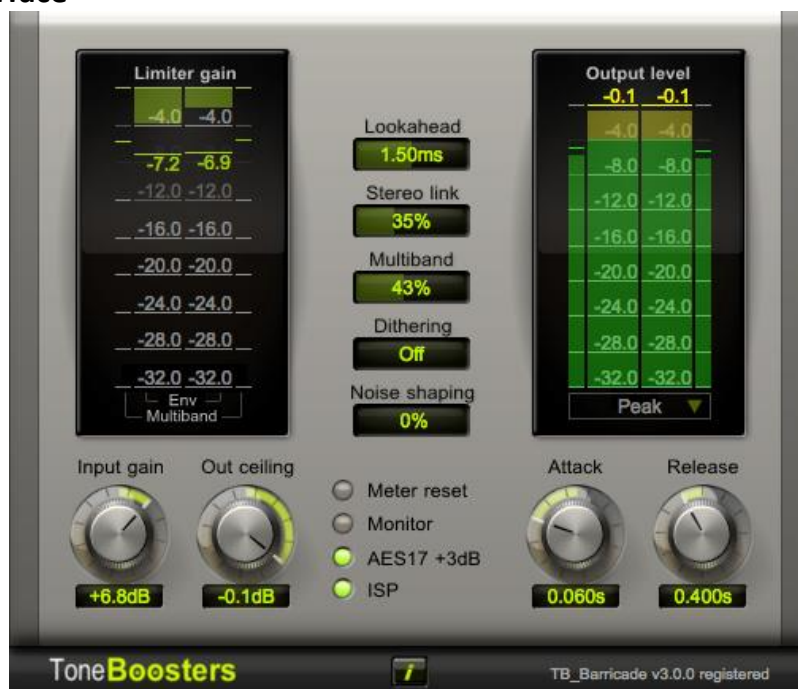 Limiter gain
-4.0 -4.0
-7.2 -6.9
-12.0 -12.0
-16.0 -16.0
-20.0 -20.0
-24.0 -24.0
-28.0 -28.0
-32.0 -32.0
Env
Multiband
Lookahead
1.50ms
Stereo link
35%
Multiband
43%
Dithering
Off
Noise shaping
0%
Output level
-0.1 -0.1
-4.0 -4.0
-8.0 -8.0
-12.0 -12.0
-16.0 -16.0
-20.0 -20.0
-24.0 -24.0
-28.0 -28.0
-32.0 -32.0
Peak
Input gain
+6.8dB
Out ceiling
-0.1dB
Meter reset
Monitor
AES17 +3dB
ISP
Attack
0.060s
Release
0.400s
ToneBoosters
i
TB_Barricade v3.0.0 registered